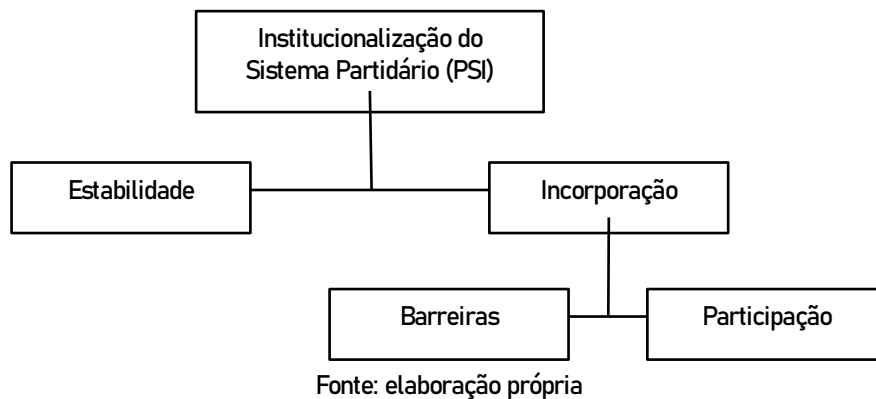 Institucionalização do
Sistema Partidário (PSI)
Estabilidade
Incorporação
Barreiras
Participação
Fonte: elaboração própria